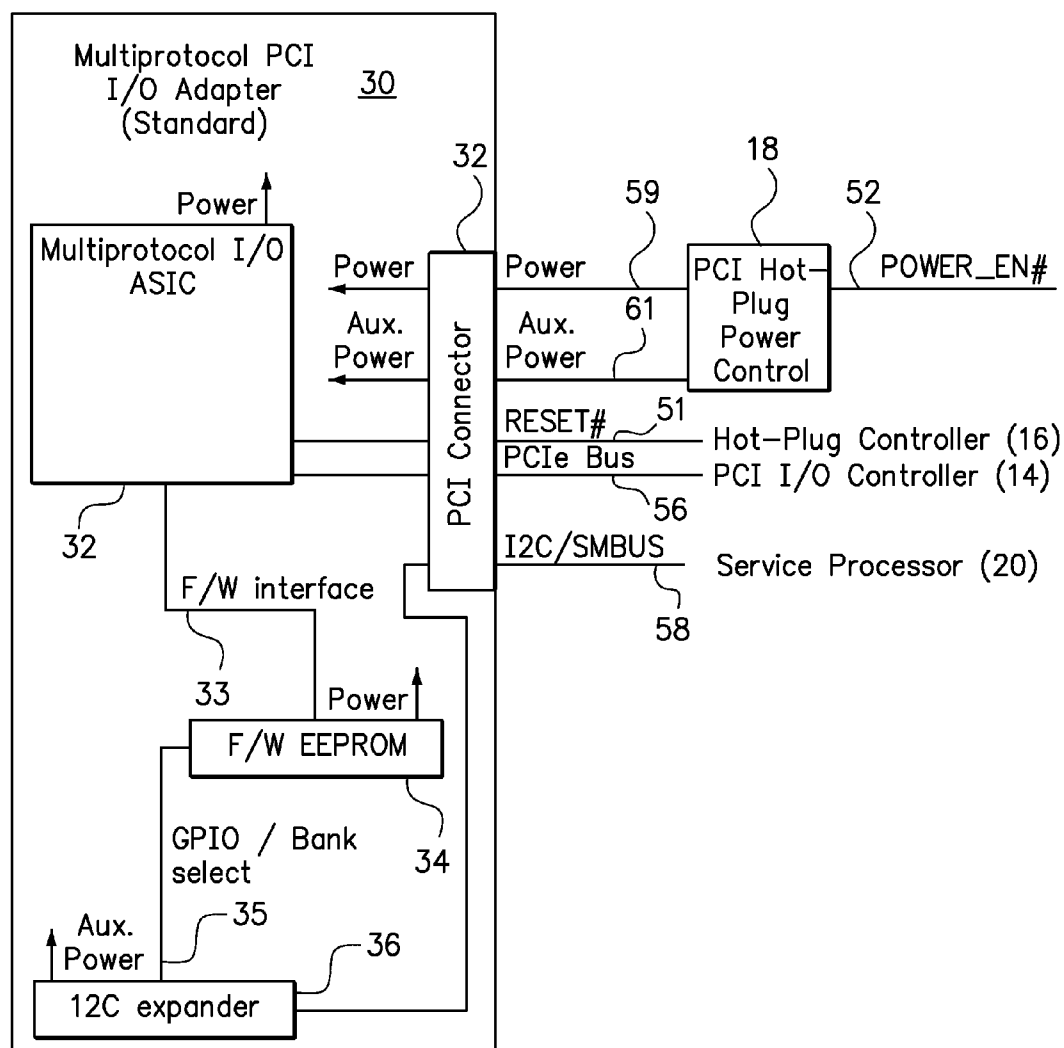 Multiprotocol PCI
I/O Adapter
(Standard)
30
32
18
59
52
Power
Multiprotocol I/O
ASIC
Power
Power
PCI Hot-
Plug
Power
Control
POWER_EN#
61
Aux.
Power
Aux.
Power
PCI Connector
RESET#
51
Hot-Plug Controller (16)
PCIe Bus
PCI I/O Controller (14)
56
32
I2C/SMBUS
Service Processor (20)
58
F/W interface
33
Power
F/W EEPROM
34
GPIO / Bank
select
35
Aux.
Power
36
12C expander